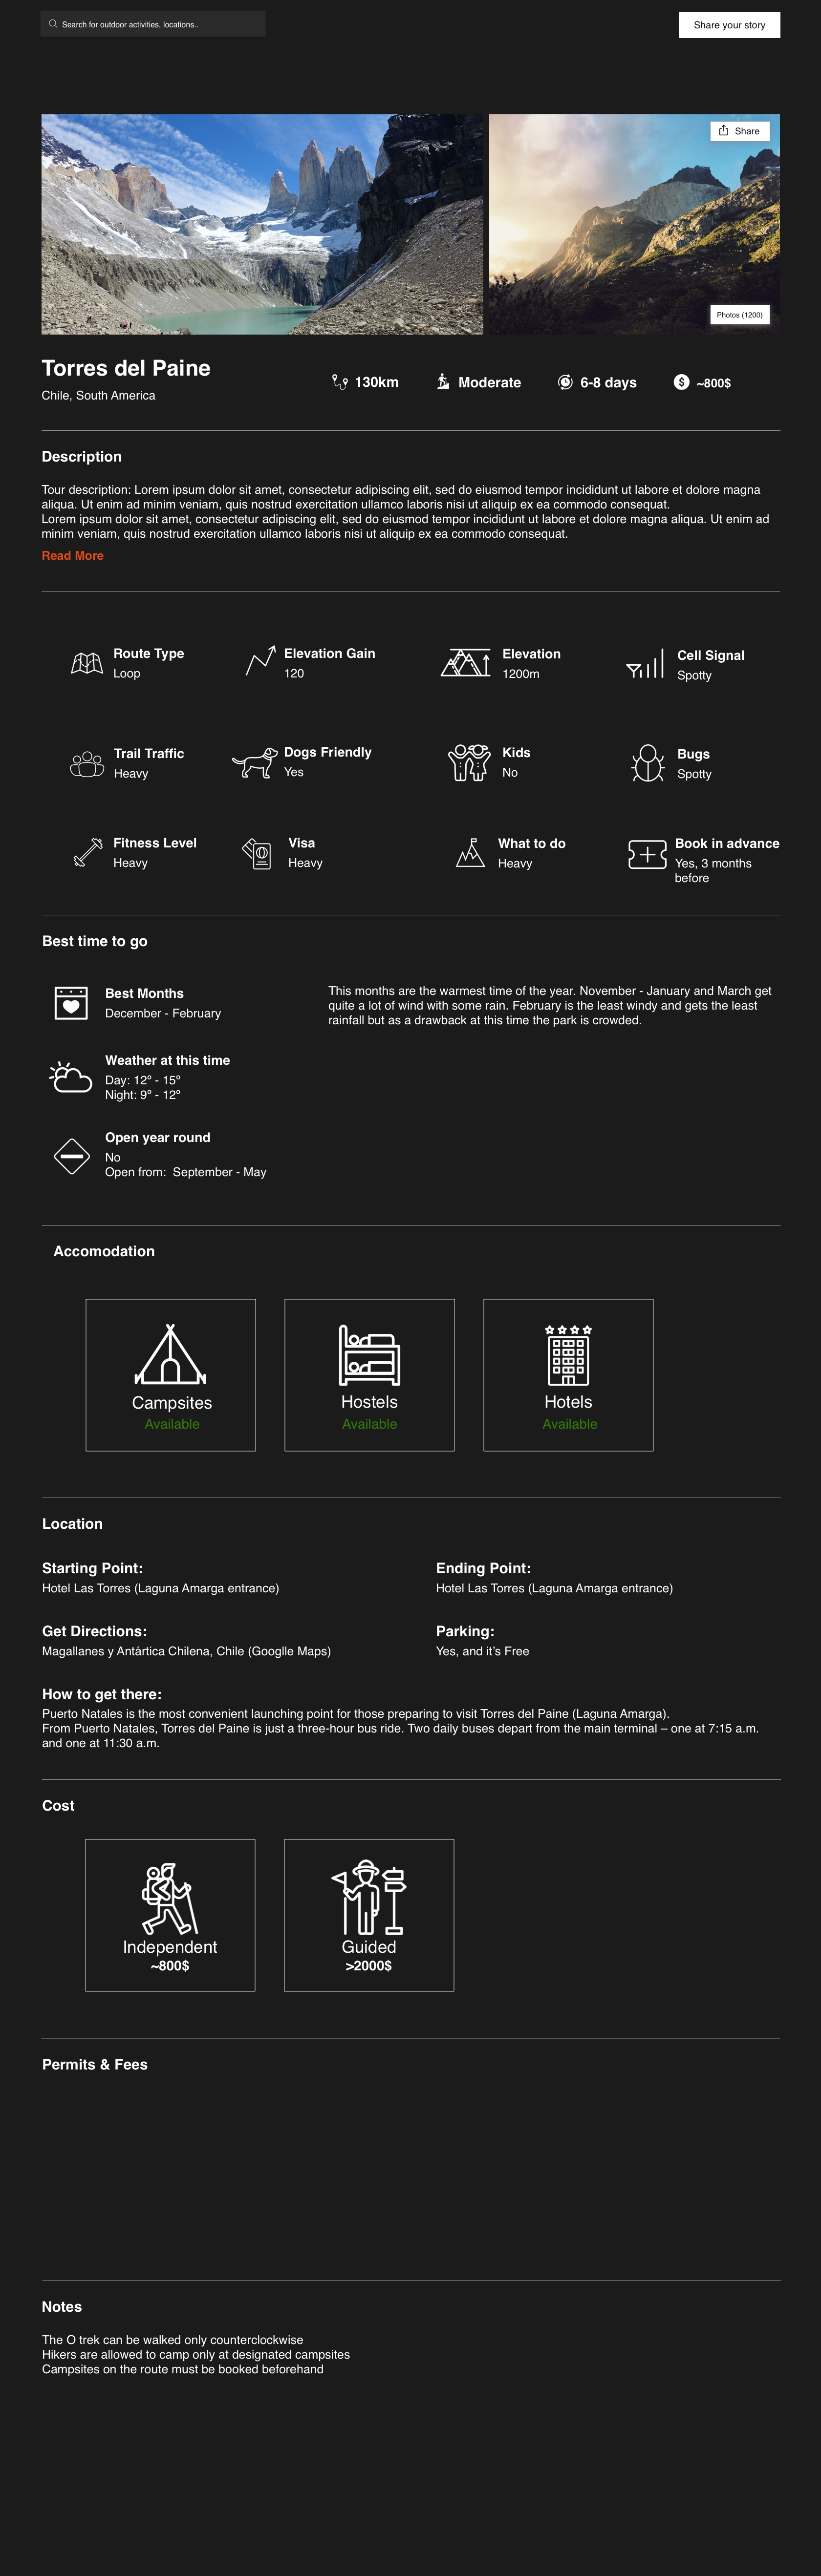 Search for outdoor activities, locations..
Share your story
Share
Photos (1200)
Torres del Paine
Chile, South America
130km
Moderate
6-8 days
~800$
Description
Tour description: Lorem ipsum dolor sit amet, consectetur adipiscing elit, sed do eiusmod tempor incididunt ut labore et dolore magna
aliqua. Ut enim ad minim veniam, quis nostrud exercitation ullamco laboris nisi ut aliquip ex ea commodo consequat.
Lorem ipsum dolor sit amet, consectetur adipiscing elit, sed do eiusmod tempor incididunt ut labore et dolore magna aliqua. Ut enim ad
minim veniam, quis nostrud exercitation ullamco laboris nisi ut aliquip ex ea commodo consequat.
Read More
Route Type
Loop
Elevation Gain
120
Elevation
1200m
Cell Signal
Spotty
Trail Traffic
Heavy
Dogs Friendly
Yes
Kids
No
Bugs
Spotty
Fitness Level
Heavy
Visa
Heavy
What to do
Heavy
Book in advance
Yes, 3 months
before
Best time to go
Best Months
December - February
This months are the warmest time of the year. November - January and March get
quite a lot of wind with some rain. February is the least windy and gets the least
rainfall but as a drawback at this time the park is crowded.
Weather at this time
Day: 12º - 15º
Night: 9º - 12º
Open year round
No
Open from:  September - May
Accomodation
Campsites
Available
Hostels
Available
Hotels
Available
Location
Starting Point:
Hotel Las Torres (Laguna Amarga entrance)
Ending Point:
Hotel Las Torres (Laguna Amarga entrance)
Get Directions:
Magallanes y Antártica Chilena, Chile (Googlle Maps)
Parking:
Yes, and it’s Free
How to get there:
Puerto Natales is the most convenient launching point for those preparing to visit Torres del Paine (Laguna Amarga).
From Puerto Natales, Torres del Paine is just a three-hour bus ride. Two daily buses depart from the main terminal – one at 7:15 a.m.
and one at 11:30 a.m.
Cost
Independent
~800$
Guided
>2000$
Permits & Fees
Notes
The O trek can be walked only counterclockwise
Hikers are allowed to camp only at designated campsites
Campsites on the route must be booked beforehand